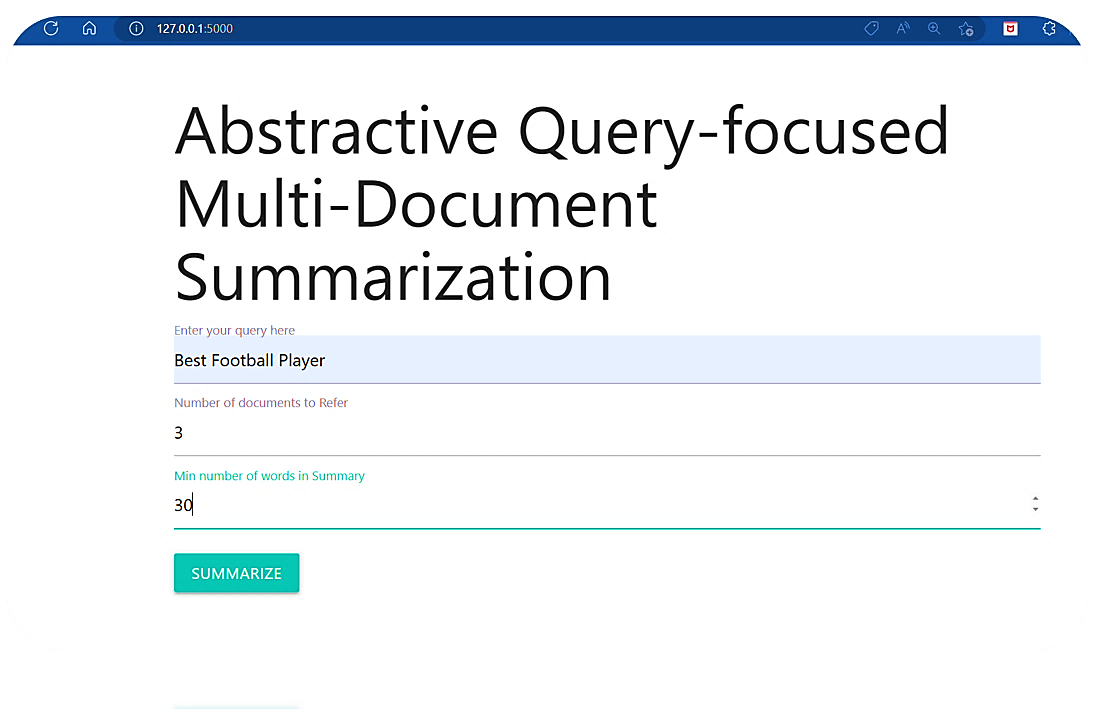 127.0.0.1:5000
Abstractive Query-focused
Multi-Document
Summarization
Enter your query here
Best Football Player
Number of documents to Refer
3
Min number of words in Summary
30
SUMMARIZE